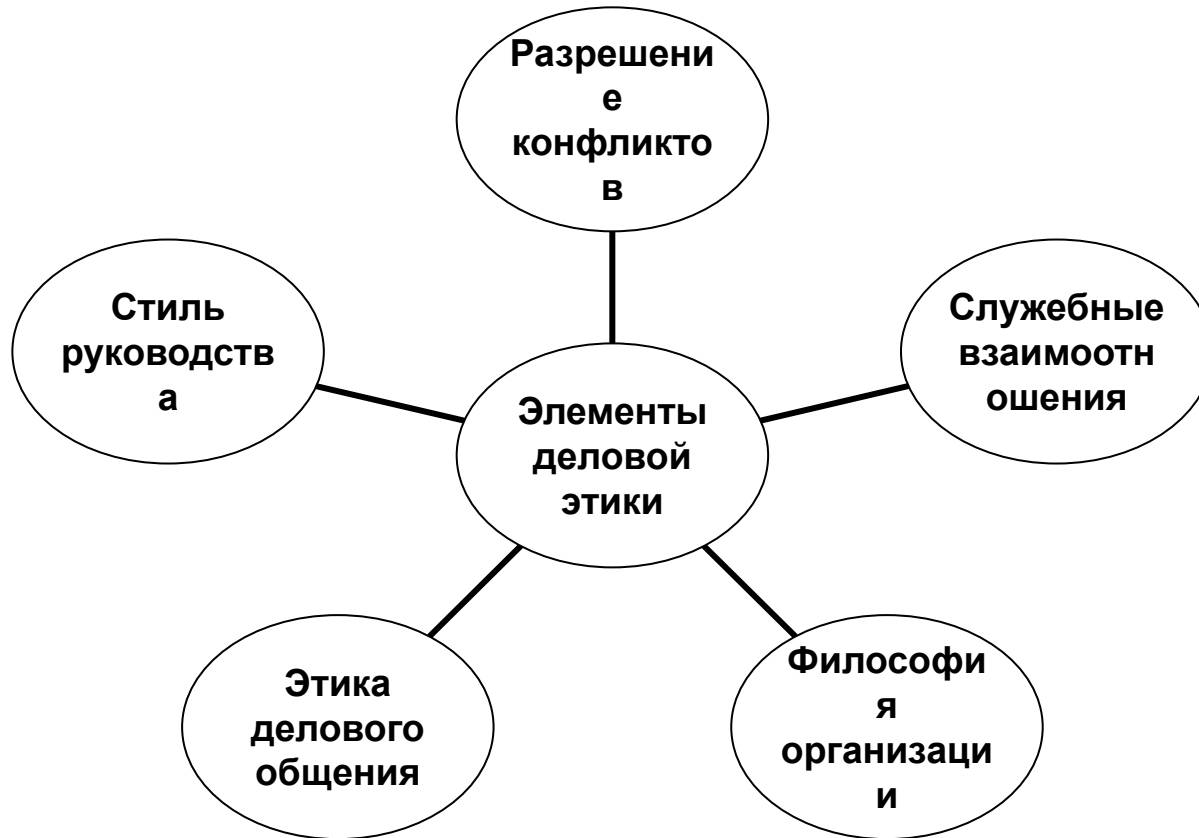 Разрешени
е
конфликто
в
Стиль
руководств
а
Служебные
взаимоотн
ошения
Элементы
деловой
этики
Этика
делового
общения
Философи
я
организаци
и